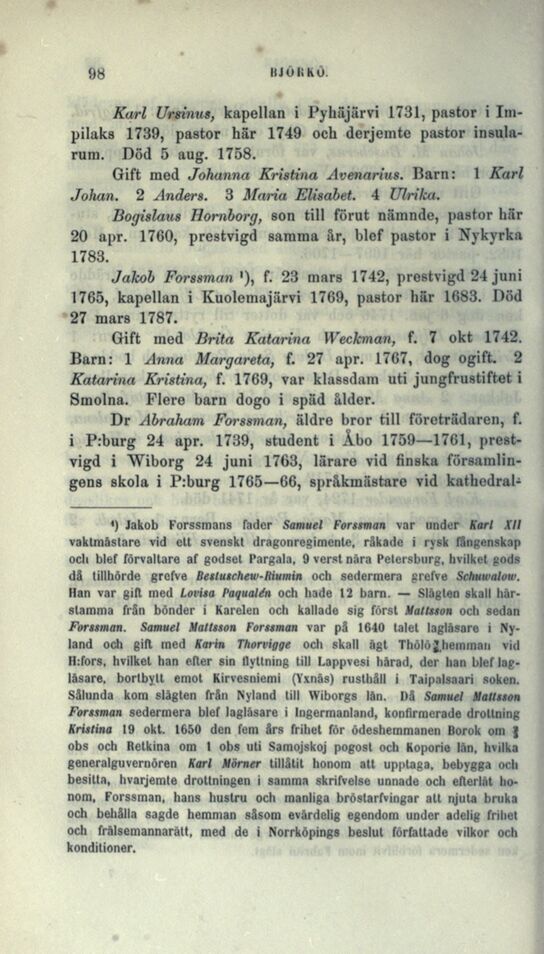 98 BJÖRKÖ.
Karl Ursinus, kapellan i Pyhäjärvi 1731, pastor i Im-
pilaks 1739, pastor här 1749 och derjemte pastor insula-
rum. Död 5 aug. 1758.
Gift med Johanna Kristina Avenarius. Barn: 1 Karl
Johan. 2 Anders. 3 Maria Elisabet. 4 Ulrika.
Bogislaus Hornborg, son till förut nämnde, pastor här
20 apr. 1760, prestvigd samma år, blef pastor i Nykyrka
1783.
Jakob Forssman ¹), f. 23 mars 1742, prestvigd 24 juni
1765, kapellan i Kuolemajärvi 1769, pastor här 1683. Död
27 mars 1787.
Gift med Brita Katarina Weckman, f. 7 okt 1742.
Barn: 1 Anna Margareta, f. 27 apr. 1767, dog ogift. 2
Katarina Kristina, f. 1769, var klassdam uti jungfrustiftet i
Smolna. Flere barn dogo i späd ålder.
Dr Abraham Forssman, äldre bror till företrädaren, f.
i P:burg 24 apr. 1739, student i Åbo 1759—1761, prest-
vigd i Wiborg 24 juni 1763, lärare vid finska församlin-
gens skola i P:burg 1765—66, språkmästare vid kathedral-
¹) Jakob Forssmans fader Samuel Forssman var under Karl XII
vaktmästare vid ett svenskt dragonregimente, råkade i rysk fångenskap
och blef förvaltare af godset Pargala, 9 verst nära Petersburg, hvilket gods
då tillhörde grefve Bestuschew-Riumin och sedermera grefve Schuwalow.
Han var gift med Lovisa Paqualén och hade 12 barn. — Slägten skall här-
stamma från bönder i Karelen och kallade sig först Mattsson och sedan
Forssman. Samuel Mattsson Forssman var på 1640 talet lagläsare i Ny-
land och gift med Karin Thorvigge och skall ägt Thölö hemman vid
H:fors, hvilket han efter sin flyttning till Lappvesi härad, der han blef lag-
läsare, bortbytt emot Kirvesniemi (Yxnäs) rusthåll i Taipalsaari soken.
Sålunda kom slägten från Nyland till Wiborgs län. Då Samuel Mattsson
Forssman sedermera blef lagläsare i Ingermanland, konfirmerade drottning
Kristina 19 okt. 1650 den fem års frihet för ödeshemmanen Borok om
obs och Retkina om 1 obs uti Samojskoj pogost och Koporie län, hvilka
generalguvernören Karl Mörner tillåtit honom att upptaga, bebygga och
besitta, hvarjemte drottningen i samma skrifvelse unnade och efterlät ho-
nom, Forssman, hans hustru och manliga bröstarfvingar att njuta bruka
och behålla sagde hemman såsom evärdelig egendom under adelig frihet
och frälsemannarätt, med de i Norrköpings beslut författade vilkor och
konditioner.